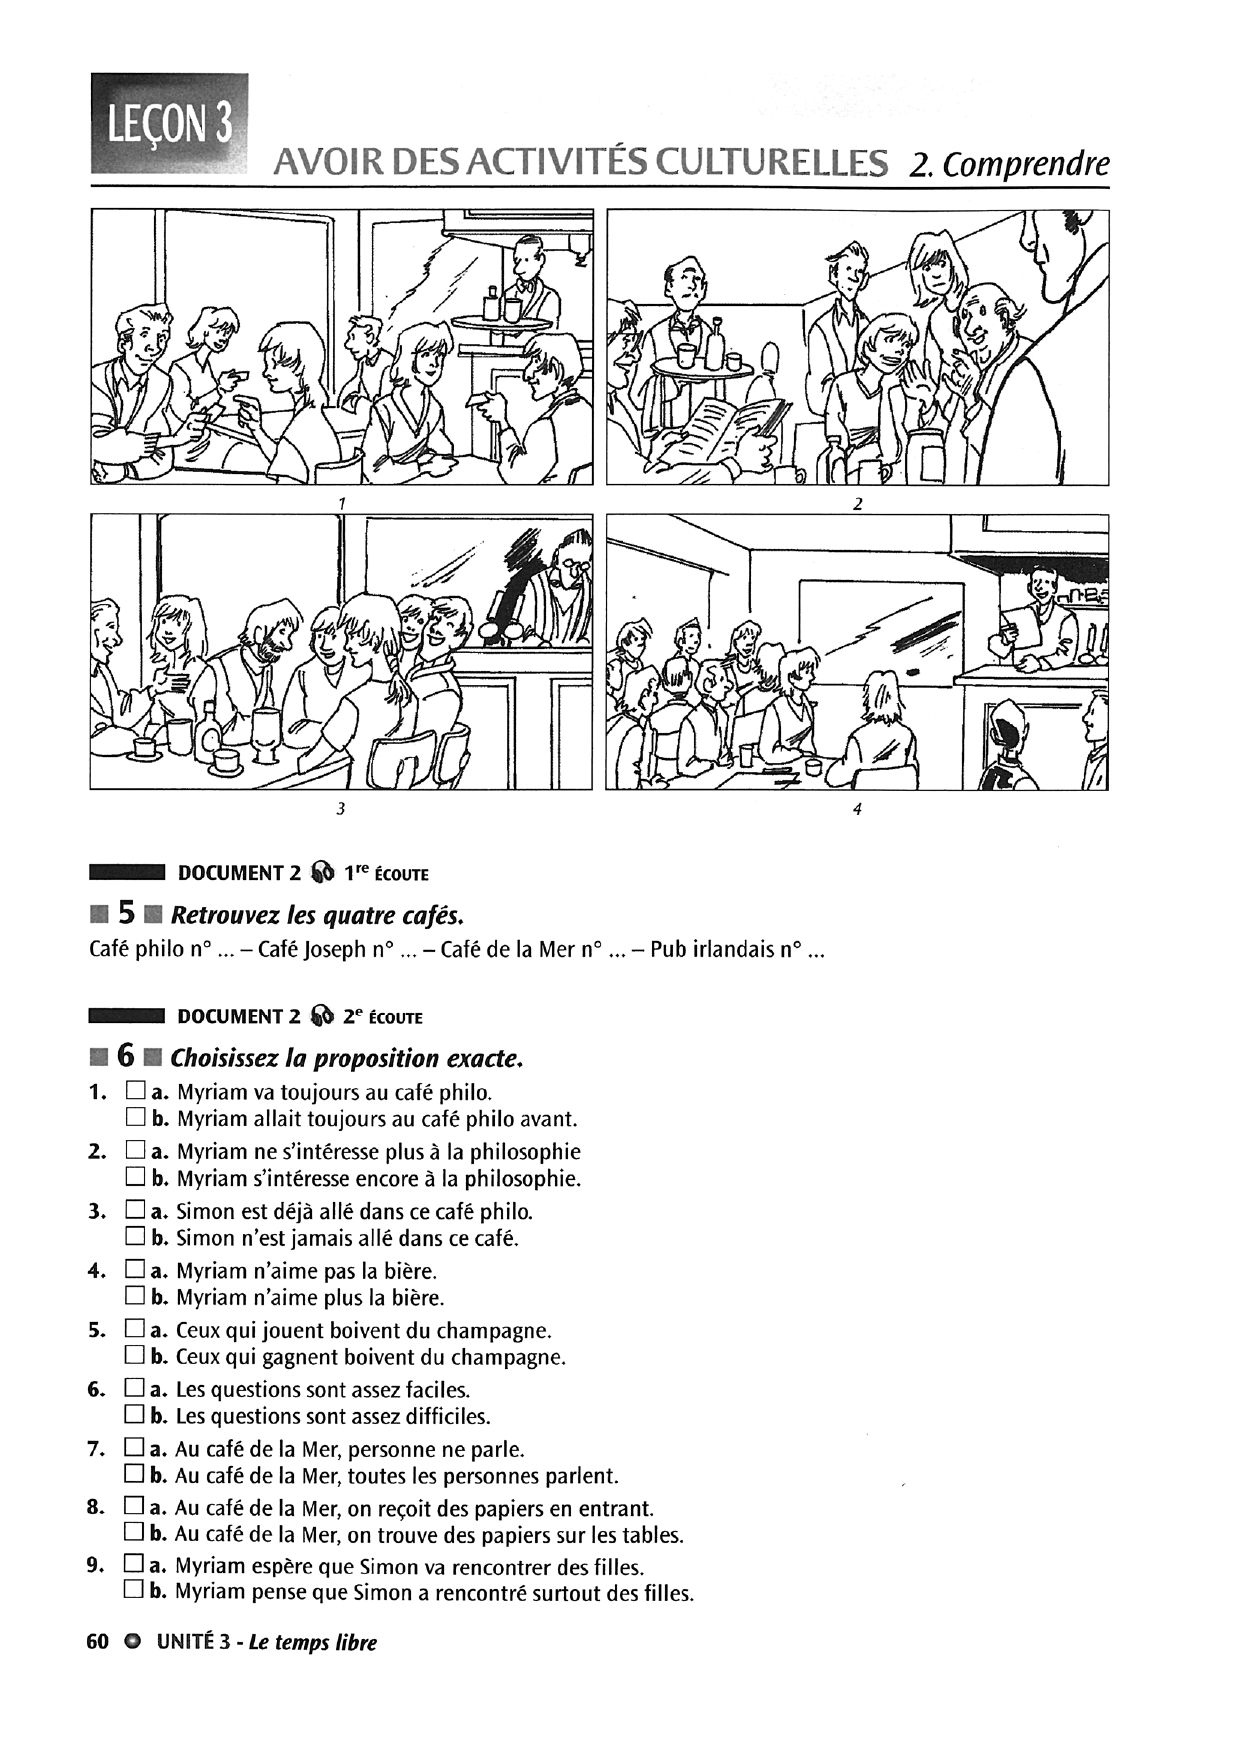 LEÇON 3
AVOIR DES ACTIVITÉS CULTURELLES 2. Comprendre
1
2
3
4
DOCUMENT 2 1re ÉCOUTE
5 Retrouvez les quatre cafés.
Café philo n° ... – Café Joseph n° ... – Café de la Mer n° ... – Pub irlandais n° ...
DOCUMENT 2 2e ÉCOUTE
6 Choisissez la proposition exacte.
1. a. Myriam va toujours au café philo.
b. Myriam allait toujours au café philo avant.
2. a. Myriam ne s'intéresse plus à la philosophie
b. Myriam s'intéresse encore à la philosophie.
3. a. Simon est déjà allé dans ce café philo.
b. Simon n'est jamais allé dans ce café.
4. a. Myriam n'aime pas la bière.
b. Myriam n'aime plus la bière.
5. a. Ceux qui jouent boivent du champagne.
b. Ceux qui gagnent boivent du champagne.
6. a. Les questions sont assez faciles.
b. Les questions sont assez difficiles.
7. a. Au café de la Mer, personne ne parle.
b. Au café de la Mer, toutes les personnes parlent.
8. a. Au café de la Mer, on reçoit des papiers en entrant.
b. Au café de la Mer, on trouve des papiers sur les tables.
9. a. Myriam espère que Simon va rencontrer des filles.
b. Myriam pense que Simon a rencontré surtout des filles.
60 UNITÉ 3 - Le temps libre